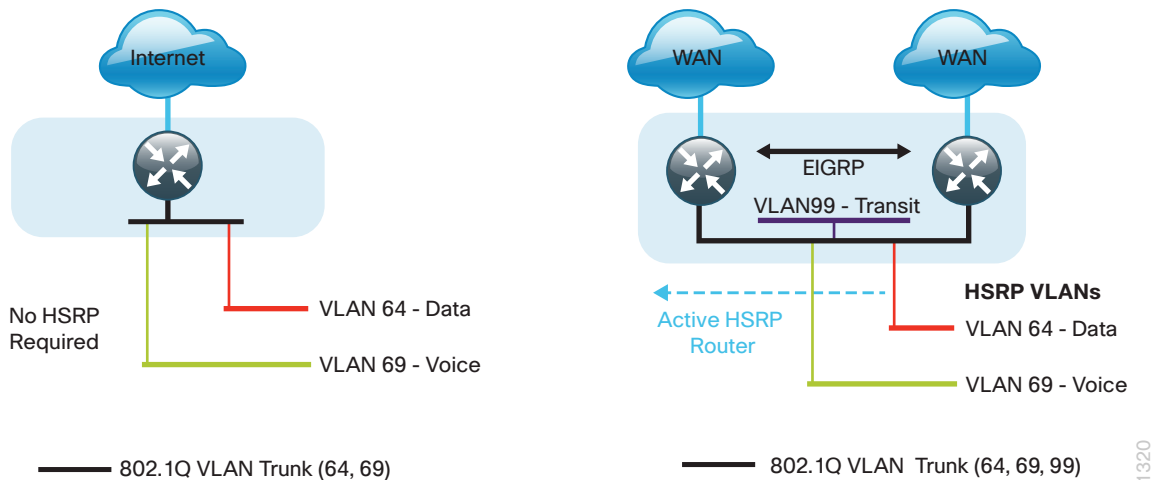 Internet
No HSRP
Required
VLAN 64 - Data
VLAN 69 - Voice
802.1Q VLAN Trunk (64, 69)
WAN
WAN
EIGRP
VLAN99 - Transit
HSRP VLANs
Active HSRP
Router
VLAN 64 - Data
VLAN 69 - Voice
802.1Q VLAN Trunk (64, 69, 99)
1320